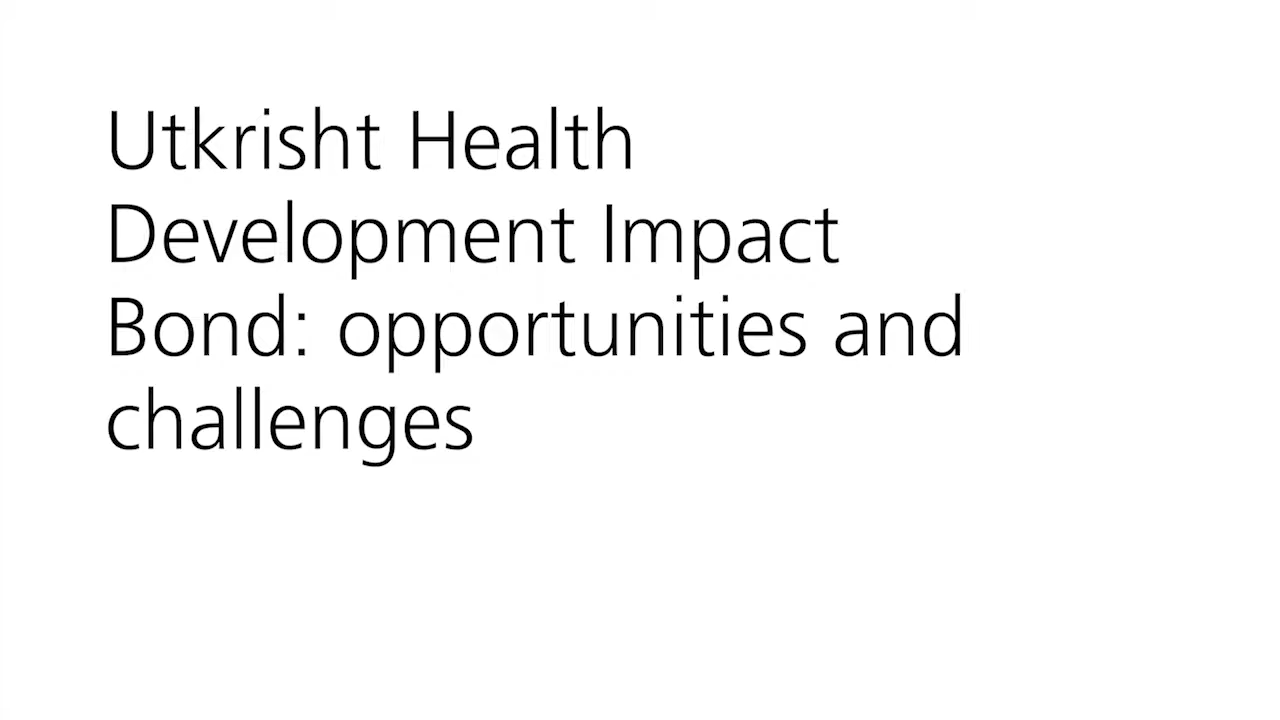 Utkrisht Health
Development Impact
Bond: opportunities and
challenges